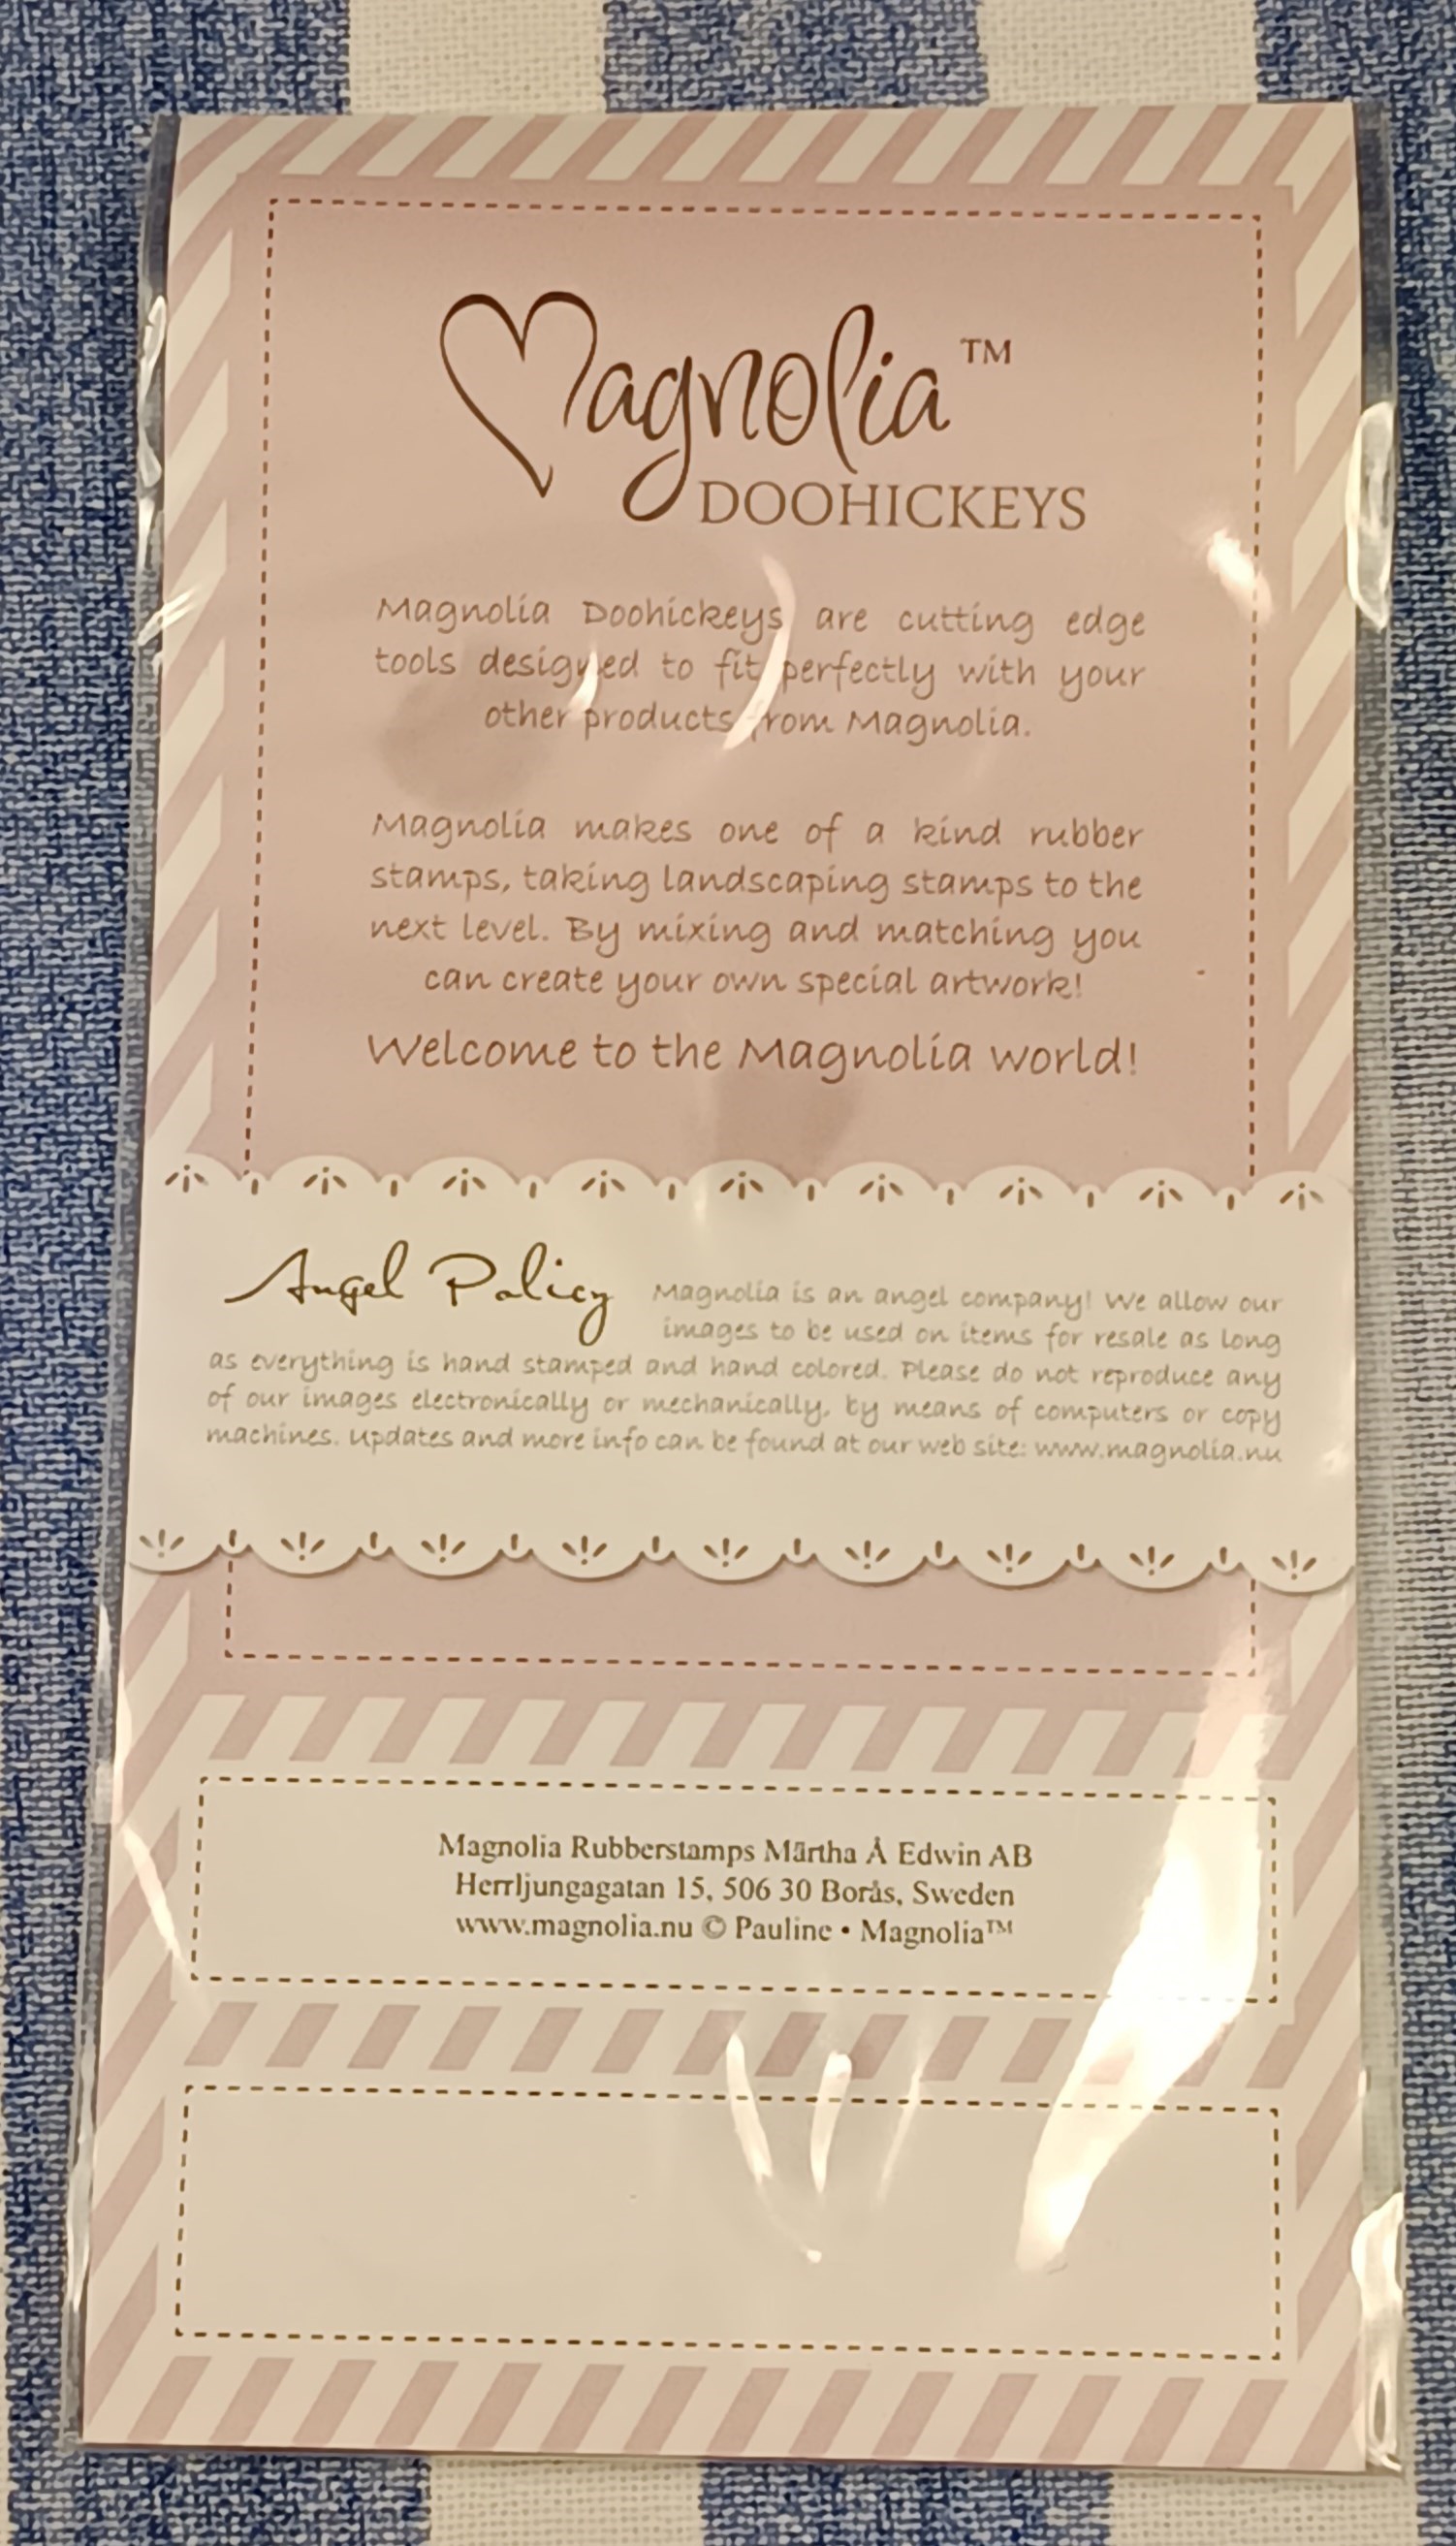 Magnolia™
DOOHICKEYS
Magnolia Doohickeys are cutting edge
tools designed to fit perfectly with your
other products from Magnolia.
Magnolia makes one of a kind rubber
stamps, taking landscaping stamps to the
next level. By mixing and matching you
can create your own special artwork!
Welcome to the Magnolia world!
Angel Policy Magnolia is an angel company! We allow our
images to be used on items for resale as long
as everything is hand stamped and hand colored. Please do not reproduce any
of our images electronically or mechanically, by means of computers or copy
machines. Updates and more info can be found at our web site: www.magnolia.nu
Magnolia Rubberstamps Märtha Å Edwin AB
Herrljungagatan 15, 506 30 Borås, Sweden
www.magnolia.nu © Pauline • Magnolia™